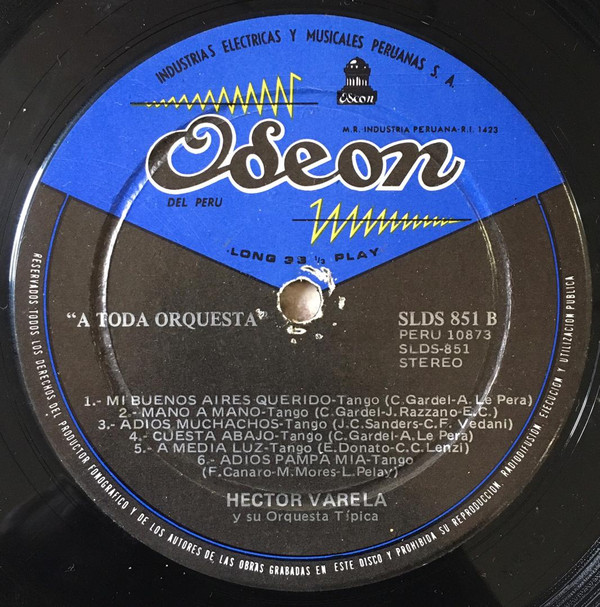 INDUSTRIAS ELECTRICAS Y MUSICALES PERUANAS S. A.
Odeon
M.R. INDUSTRIA PERUANA-R.I. 1423
Odeon
DEL PERU
LONG 33 1/3 PLAY
"A TODA ORQUESTA"
SLDS 851 B
PERU 10873
SLDS-851
STEREO
1.- MI BUENOS AIRES QUERIDO-Tango (C.Gardel-A. Le Pera)
2.- MANO A MANO-Tango (C.Gardel-J.Razzano-E.C.)
3.- ADIOS MUCHACHOS-Tango (J.C.Sanders-C.F. Vedani)
4.- CUESTA ABAJO-Tango (C.Gardel-A. Le Pera)
5.- A MEDIA LUZ-Tango (E.Donato-C.C.Lenzi)
6.- ADIOS PAMPA MIA-Tango
(F.Canaro-M.Mores-L.Pelay)
HECTOR VARELA
y su Orquesta Típica
RESERVADOS TODOS LOS DERECHOS DEL PRODUCTOR FONOGRAFICO Y DE LOS AUTORES DE LAS OBRAS GRABADAS EN ESTE DISCO Y PROHIBIDA SU REPRODUCCION, RADIODIFUSION, EJECUCION Y UTILIZACION PUBLICA